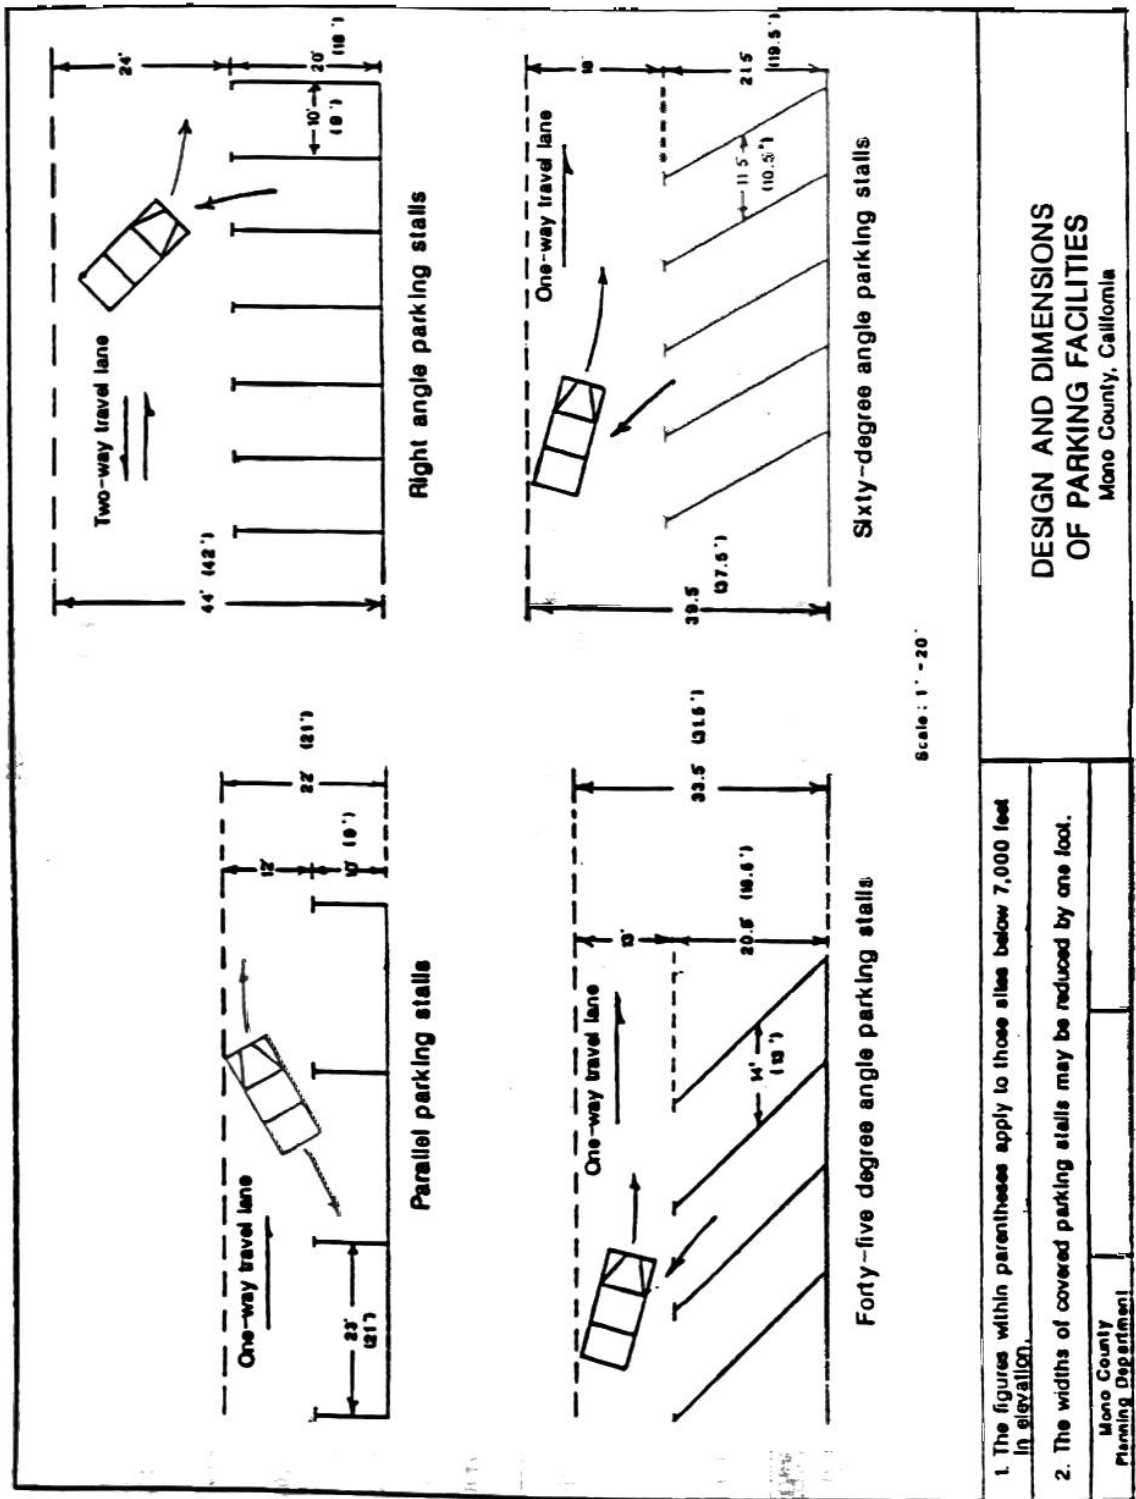 22' (21')
12'
10' (9')
One-way travel lane
23'
(21')
Parallel parking stalls
24'
20'
(18')
10'
(9')
Two-way travel lane
44' (42')
Right angle parking stalls
33.5' (31.5')
13'
20.5' (18.5')
One-way travel lane
14'
(13')
Forty-five degree angle parking stalls
18'
21.5'
(19.5')
One-way travel lane
11.5'
(10.5')
39.5'
(37.5')
Sixty-degree angle parking stalls
Scale: 1" = 20'
1. The figures within parentheses apply to those sites below 7,000 feet
in elevation.
2. The widths of covered parking stalls may be reduced by one foot.
Mono County
Planning Department
DESIGN AND DIMENSIONS
OF PARKING FACILITIES
Mono County, California